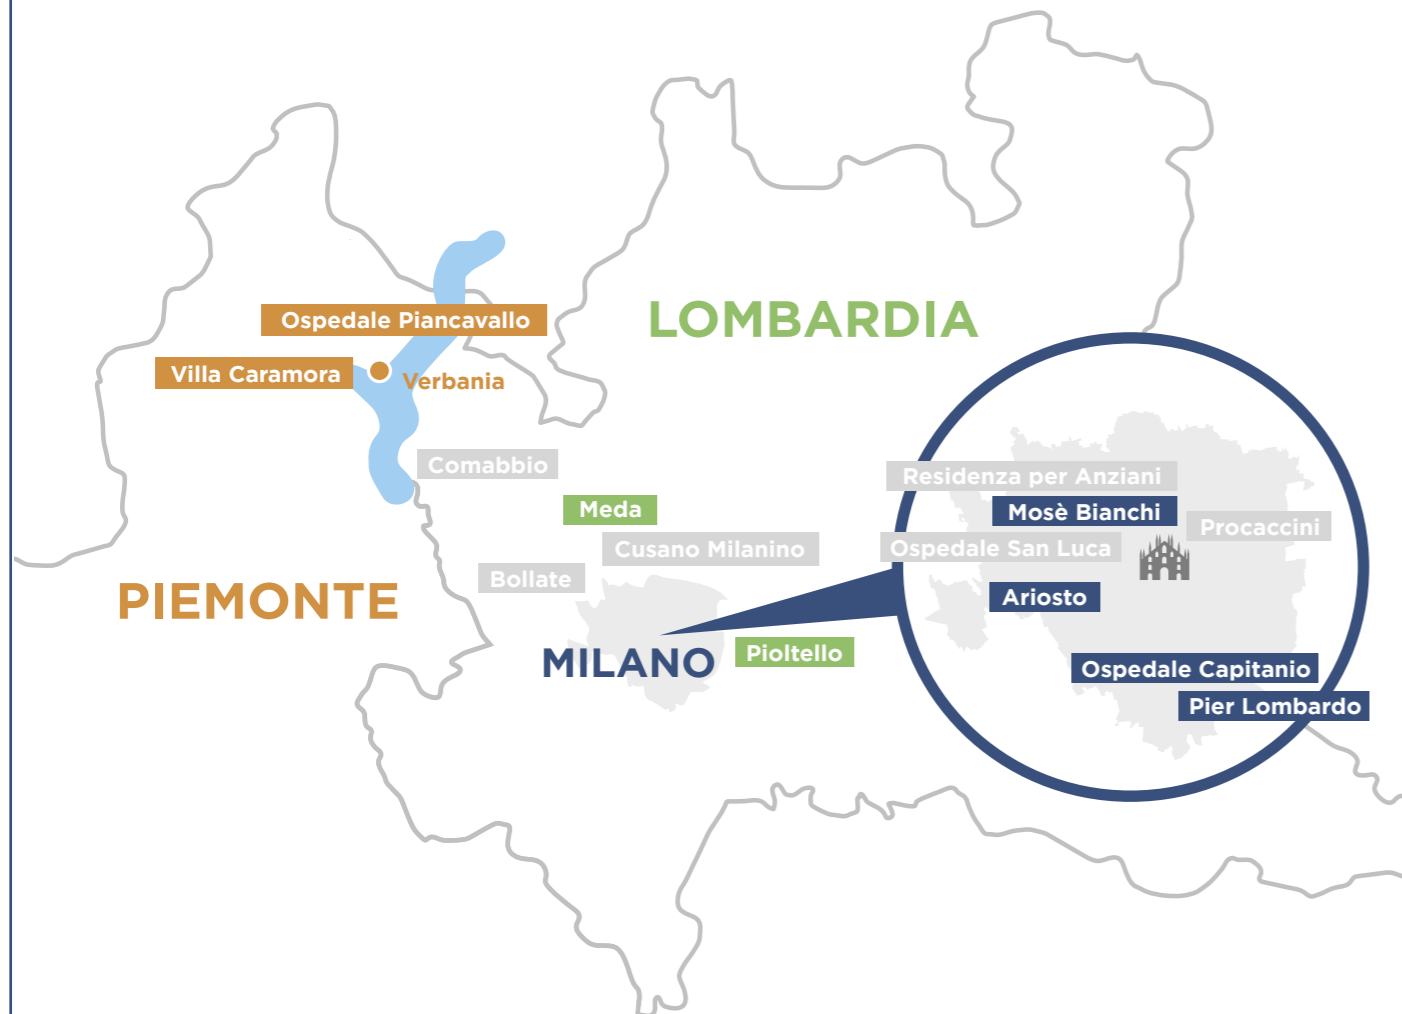 LOMBARDIA
Ospedale Piancavallo
Villa Caramora
Verbania
Comabbio
Meda
Cusano Milanino
Bollate
PIEMONTE
MILANO
Pioltello
Residenza per Anziani
Mosè Bianchi
Procaccini
Ospedale San Luca
Ariosto
Ospedale Capitanio
Pier Lombardo